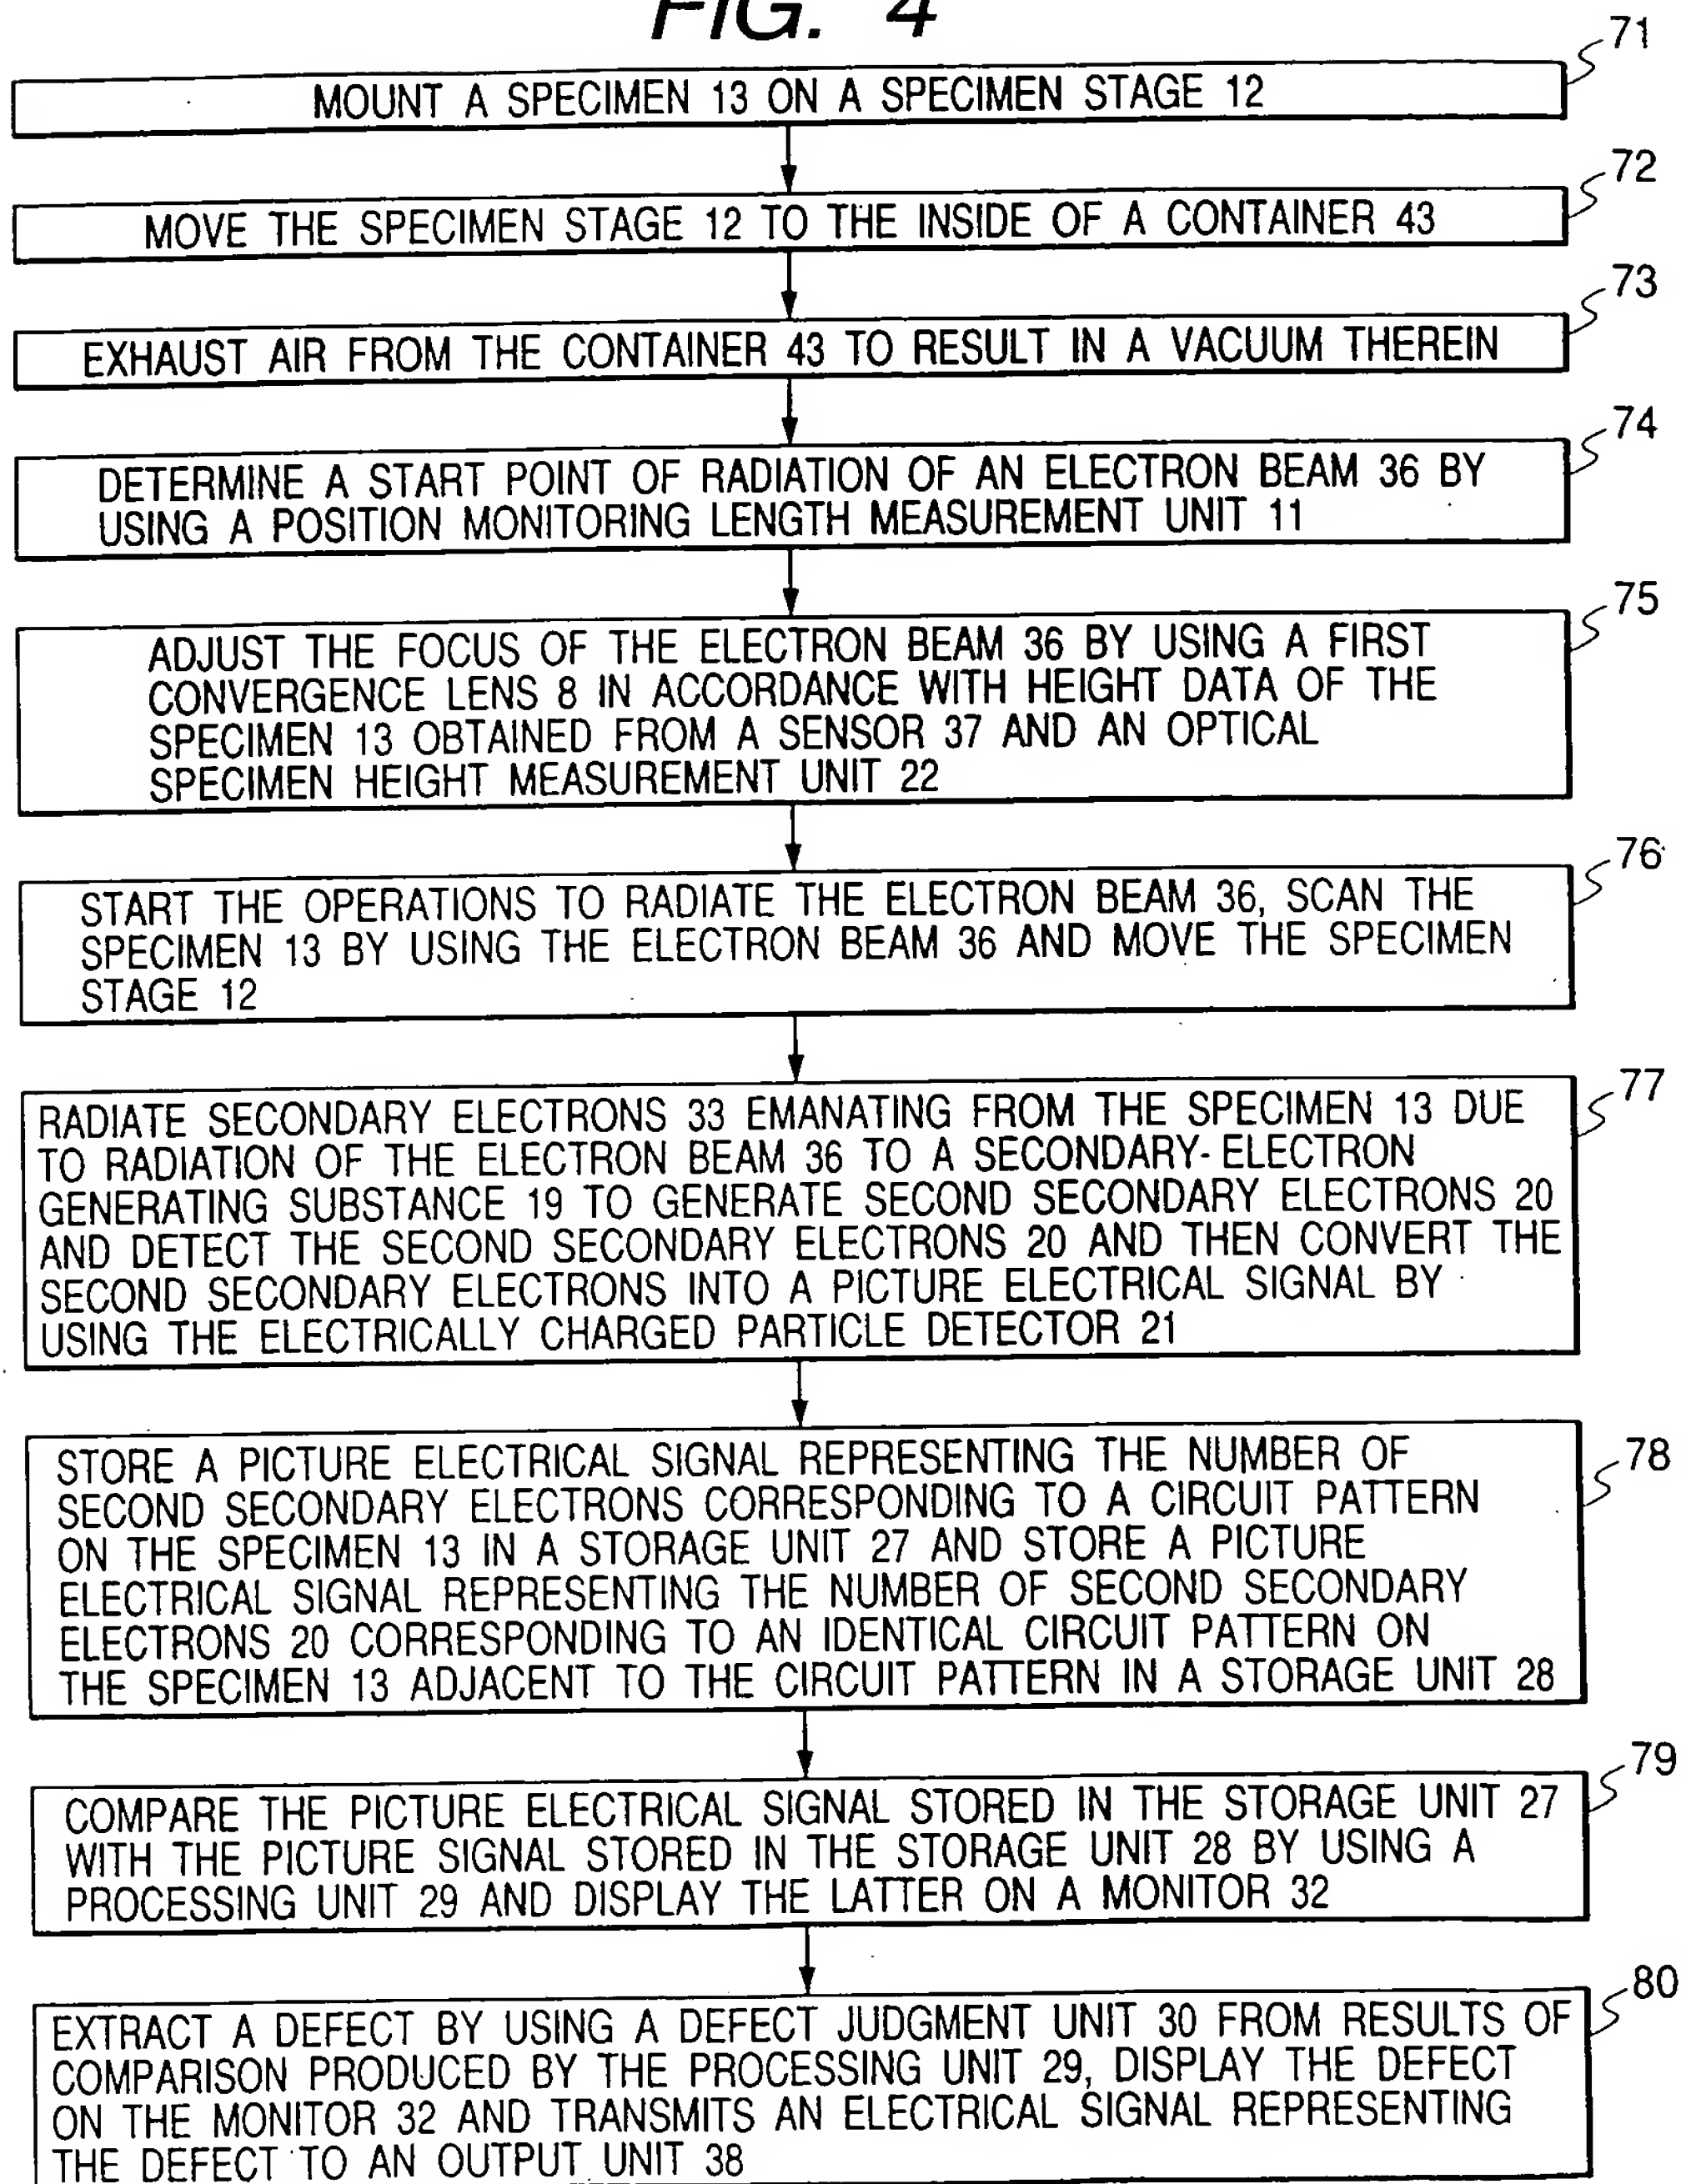 FIG. 4
71
MOUNT A SPECIMEN 13 ON A SPECIMEN STAGE 12
72
MOVE THE SPECIMEN STAGE 12 TO THE INSIDE OF A CONTAINER 43
73
EXHAUST AIR FROM THE CONTAINER 43 TO RESULT IN A VACUUM THEREIN
74
DETERMINE A START POINT OF RADIATION OF AN ELECTRON BEAM 36 BY
USING A POSITION MONITORING LENGTH MEASUREMENT UNIT 11
75
ADJUST THE FOCUS OF THE ELECTRON BEAM 36 BY USING A FIRST
CONVERGENCE LENS 8 IN ACCORDANCE WITH HEIGHT DATA OF THE
SPECIMEN 13 OBTAINED FROM A SENSOR 37 AND AN OPTICAL
SPECIMEN HEIGHT MEASUREMENT UNIT 22
76
START THE OPERATIONS TO RADIATE THE ELECTRON BEAM 36, SCAN THE
SPECIMEN 13 BY USING THE ELECTRON BEAM 36 AND MOVE THE SPECIMEN
STAGE 12
77
RADIATE SECONDARY ELECTRONS 33 EMANATING FROM THE SPECIMEN 13 DUE
TO RADIATION OF THE ELECTRON BEAM 36 TO A SECONDARY-ELECTRON
GENERATING SUBSTANCE 19 TO GENERATE SECOND SECONDARY ELECTRONS 20
AND DETECT THE SECOND SECONDARY ELECTRONS 20 AND THEN CONVERT THE
SECOND SECONDARY ELECTRONS INTO A PICTURE ELECTRICAL SIGNAL BY
USING THE ELECTRICALLY CHARGED PARTICLE DETECTOR 21
78
STORE A PICTURE ELECTRICAL SIGNAL REPRESENTING THE NUMBER OF
SECOND SECONDARY ELECTRONS CORRESPONDING TO A CIRCUIT PATTERN
ON THE SPECIMEN 13 IN A STORAGE UNIT 27 AND STORE A PICTURE
ELECTRICAL SIGNAL REPRESENTING THE NUMBER OF SECOND SECONDARY
ELECTRONS 20 CORRESPONDING TO AN IDENTICAL CIRCUIT PATTERN ON
THE SPECIMEN 13 ADJACENT TO THE CIRCUIT PATTERN IN A STORAGE UNIT 28
79
COMPARE THE PICTURE ELECTRICAL SIGNAL STORED IN THE STORAGE UNIT 27
WITH THE PICTURE SIGNAL STORED IN THE STORAGE UNIT 28 BY USING A
PROCESSING UNIT 29 AND DISPLAY THE LATTER ON A MONITOR 32
80
EXTRACT A DEFECT BY USING A DEFECT JUDGMENT UNIT 30 FROM RESULTS OF
COMPARISON PRODUCED BY THE PROCESSING UNIT 29, DISPLAY THE DEFECT
ON THE MONITOR 32 AND TRANSMITS AN ELECTRICAL SIGNAL REPRESENTING
THE DEFECT TO AN OUTPUT UNIT 38